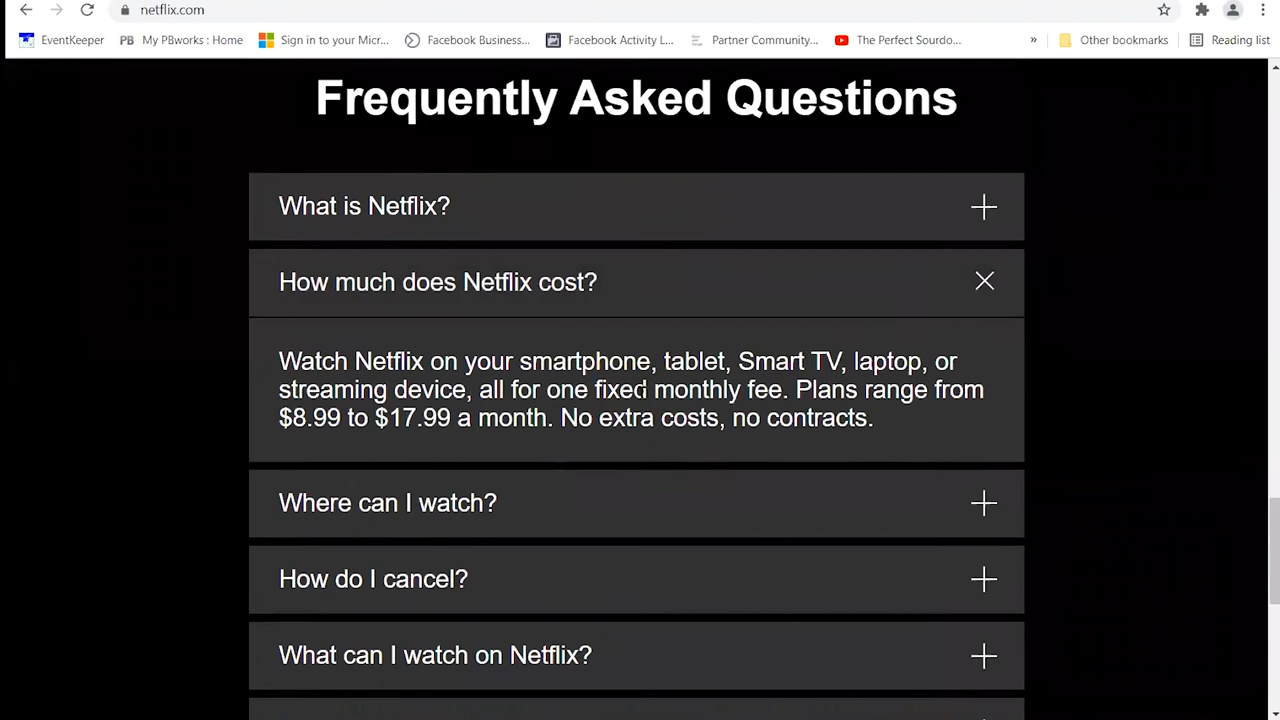 netflix.com
EventKeeper PB My PBworks : Home Sign in to your Micr... Facebook Business... Facebook Activity L... Partner Community... The Perfect Sourdo... » Other bookmarks Reading list
Frequently Asked Questions
What is Netflix?
How much does Netflix cost?
Watch Netflix on your smartphone, tablet, Smart TV, laptop, or
streaming device, all for one fixed monthly fee. Plans range from
$8.99 to $17.99 a month. No extra costs, no contracts.
Where can I watch?
How do I cancel?
What can I watch on Netflix?